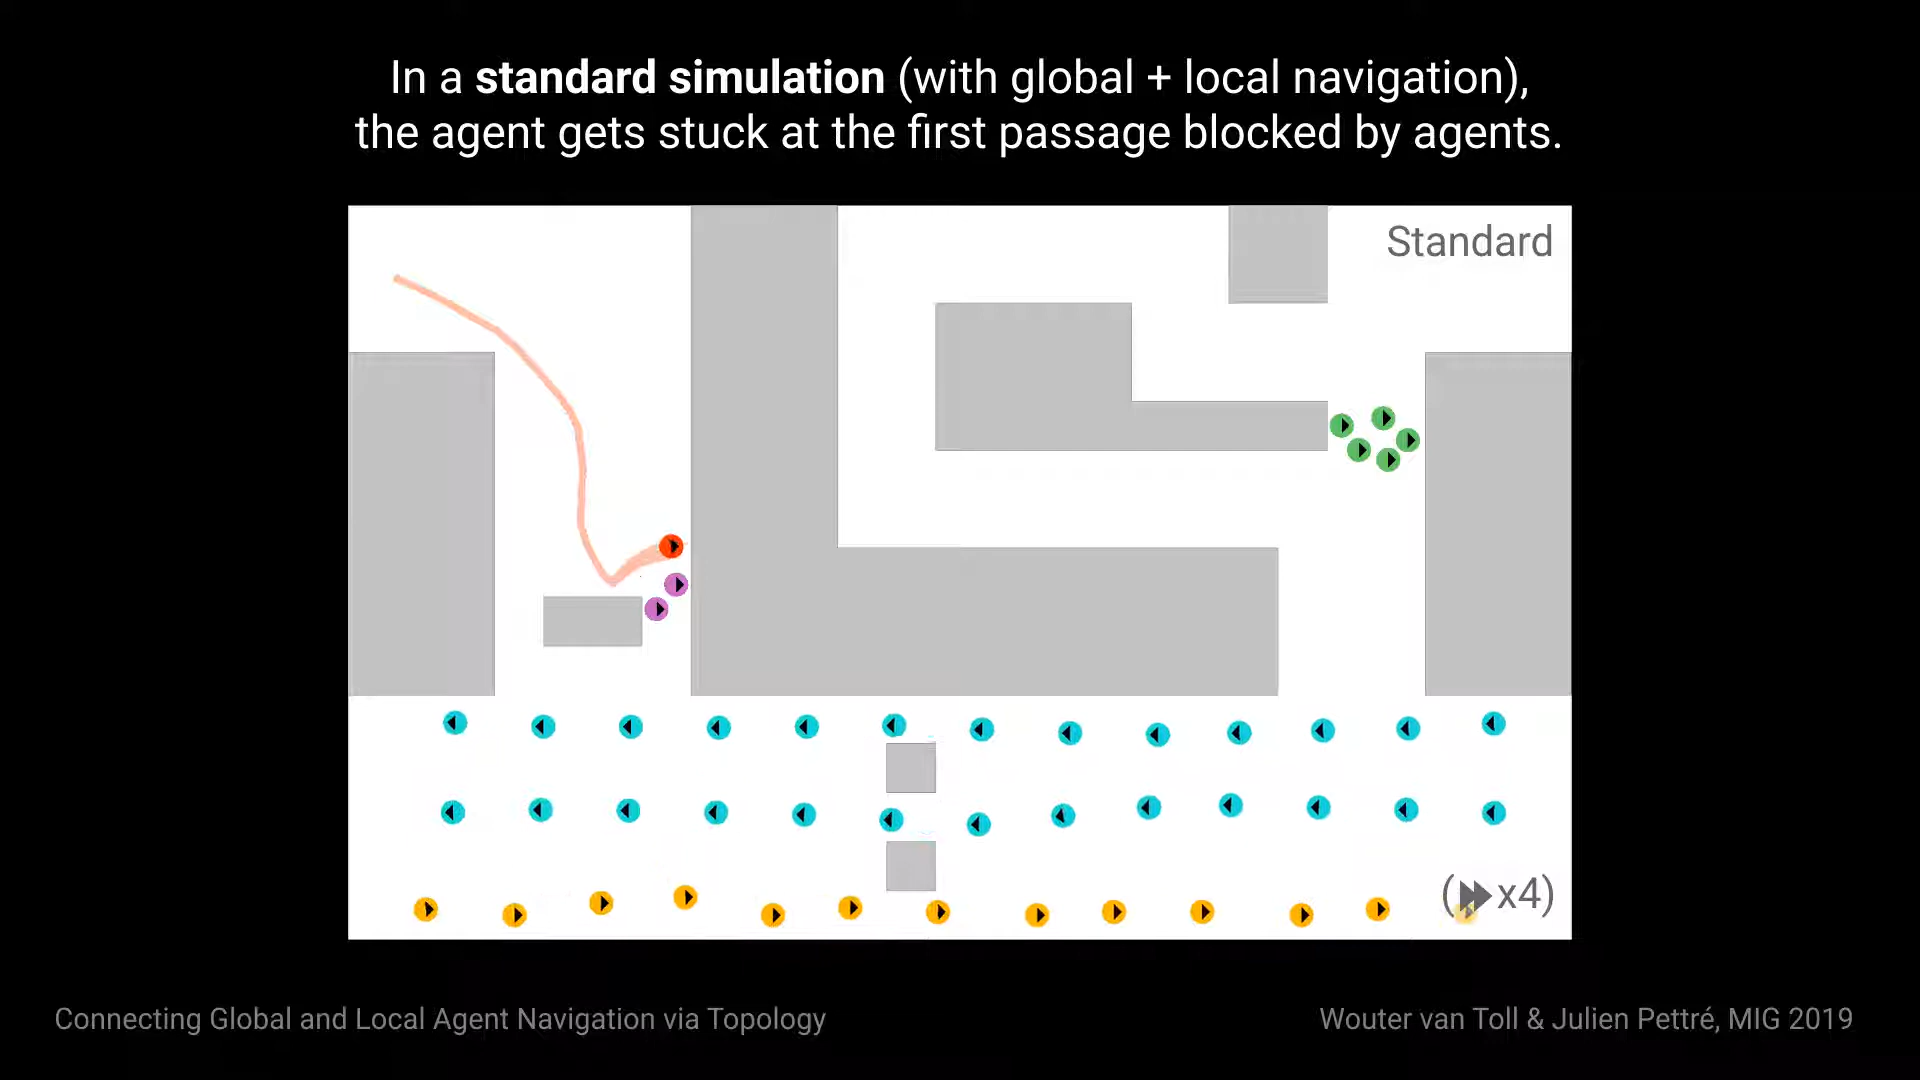 In a standard simulation (with global + local navigation),
the agent gets stuck at the first passage blocked by agents.
Standard
(x4)
Connecting Global and Local Agent Navigation via Topology
Wouter van Toll & Julien Pettré, MIG 2019